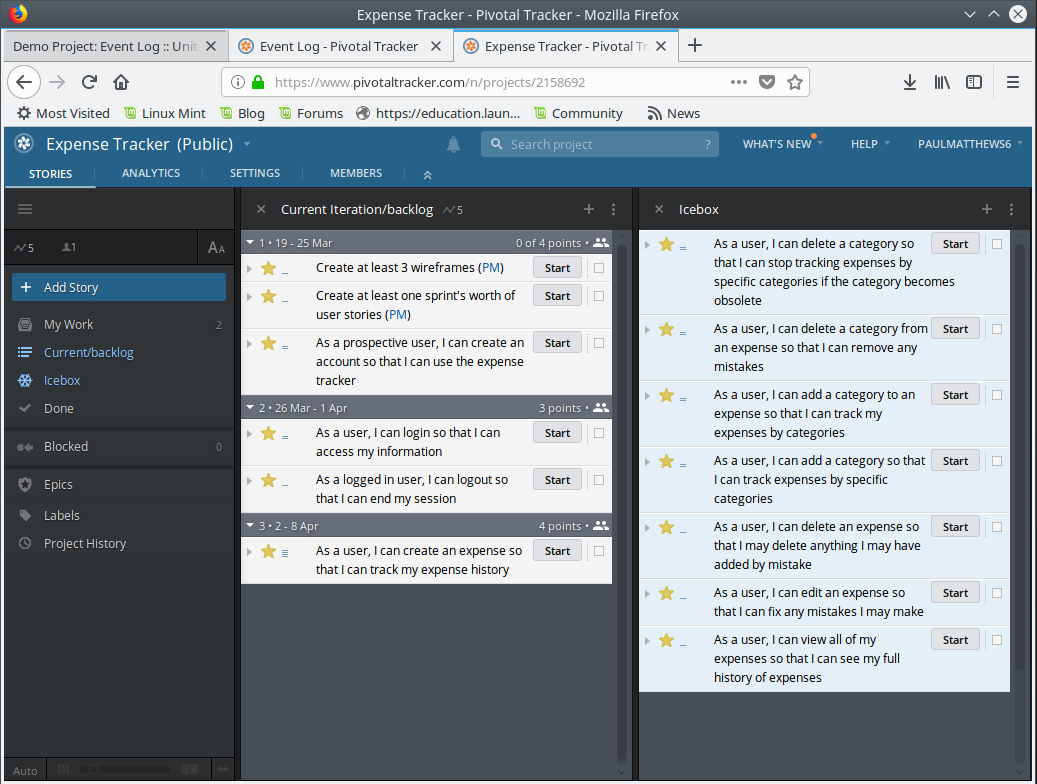 Expense Tracker - Pivotal Tracker - Mozilla Firefox
Demo Project: Event Log :: Unit
Event Log - Pivotal Tracker
Expense Tracker - Pivotal Tr
https://www.pivotaltracker.com/n/projects/2158692
Most Visited
Linux Mint
Blog
Forums
https://education.laun...
Community
News
Expense Tracker (Public)
Search project
?
WHAT'S NEW
HELP
PAULMATTHEWS6
STORIES
ANALYTICS
SETTINGS
MEMBERS
5
1
AA
Add Story
My Work
2
Current/backlog
Icebox
Done
Blocked
0
Epics
Labels
Project History
Auto
Current Iteration/backlog
5
1 • 19 - 25 Mar
0 of 4 points •
Create at least 3 wireframes (PM)
Start
Create at least one sprint's worth of
user stories (PM)
Start
As a prospective user, I can create an
account so that I can use the expense
tracker
Start
2 • 26 Mar - 1 Apr
3 points •
As a user, I can login so that I can
access my information
Start
As a logged in user, I can logout so
that I can end my session
Start
3 • 2 - 8 Apr
4 points •
As a user, I can create an expense so
that I can track my expense history
Start
Icebox
As a user, I can delete a category so
that I can stop tracking expenses by
specific categories if the category becomes
obsolete
Start
As a user, I can delete a category from
an expense so that I can remove any
mistakes
Start
As a user, I can add a category to an
expense so that I can track my
expenses by categories
Start
As a user, I can add a category so that
I can track expenses by specific
categories
Start
As a user, I can delete an expense so
that I may delete anything I may have
added by mistake
Start
As a user, I can edit an expense so
that I can fix any mistakes I may make
Start
As a user, I can view all of my
expenses so that I can see my full
history of expenses
Start